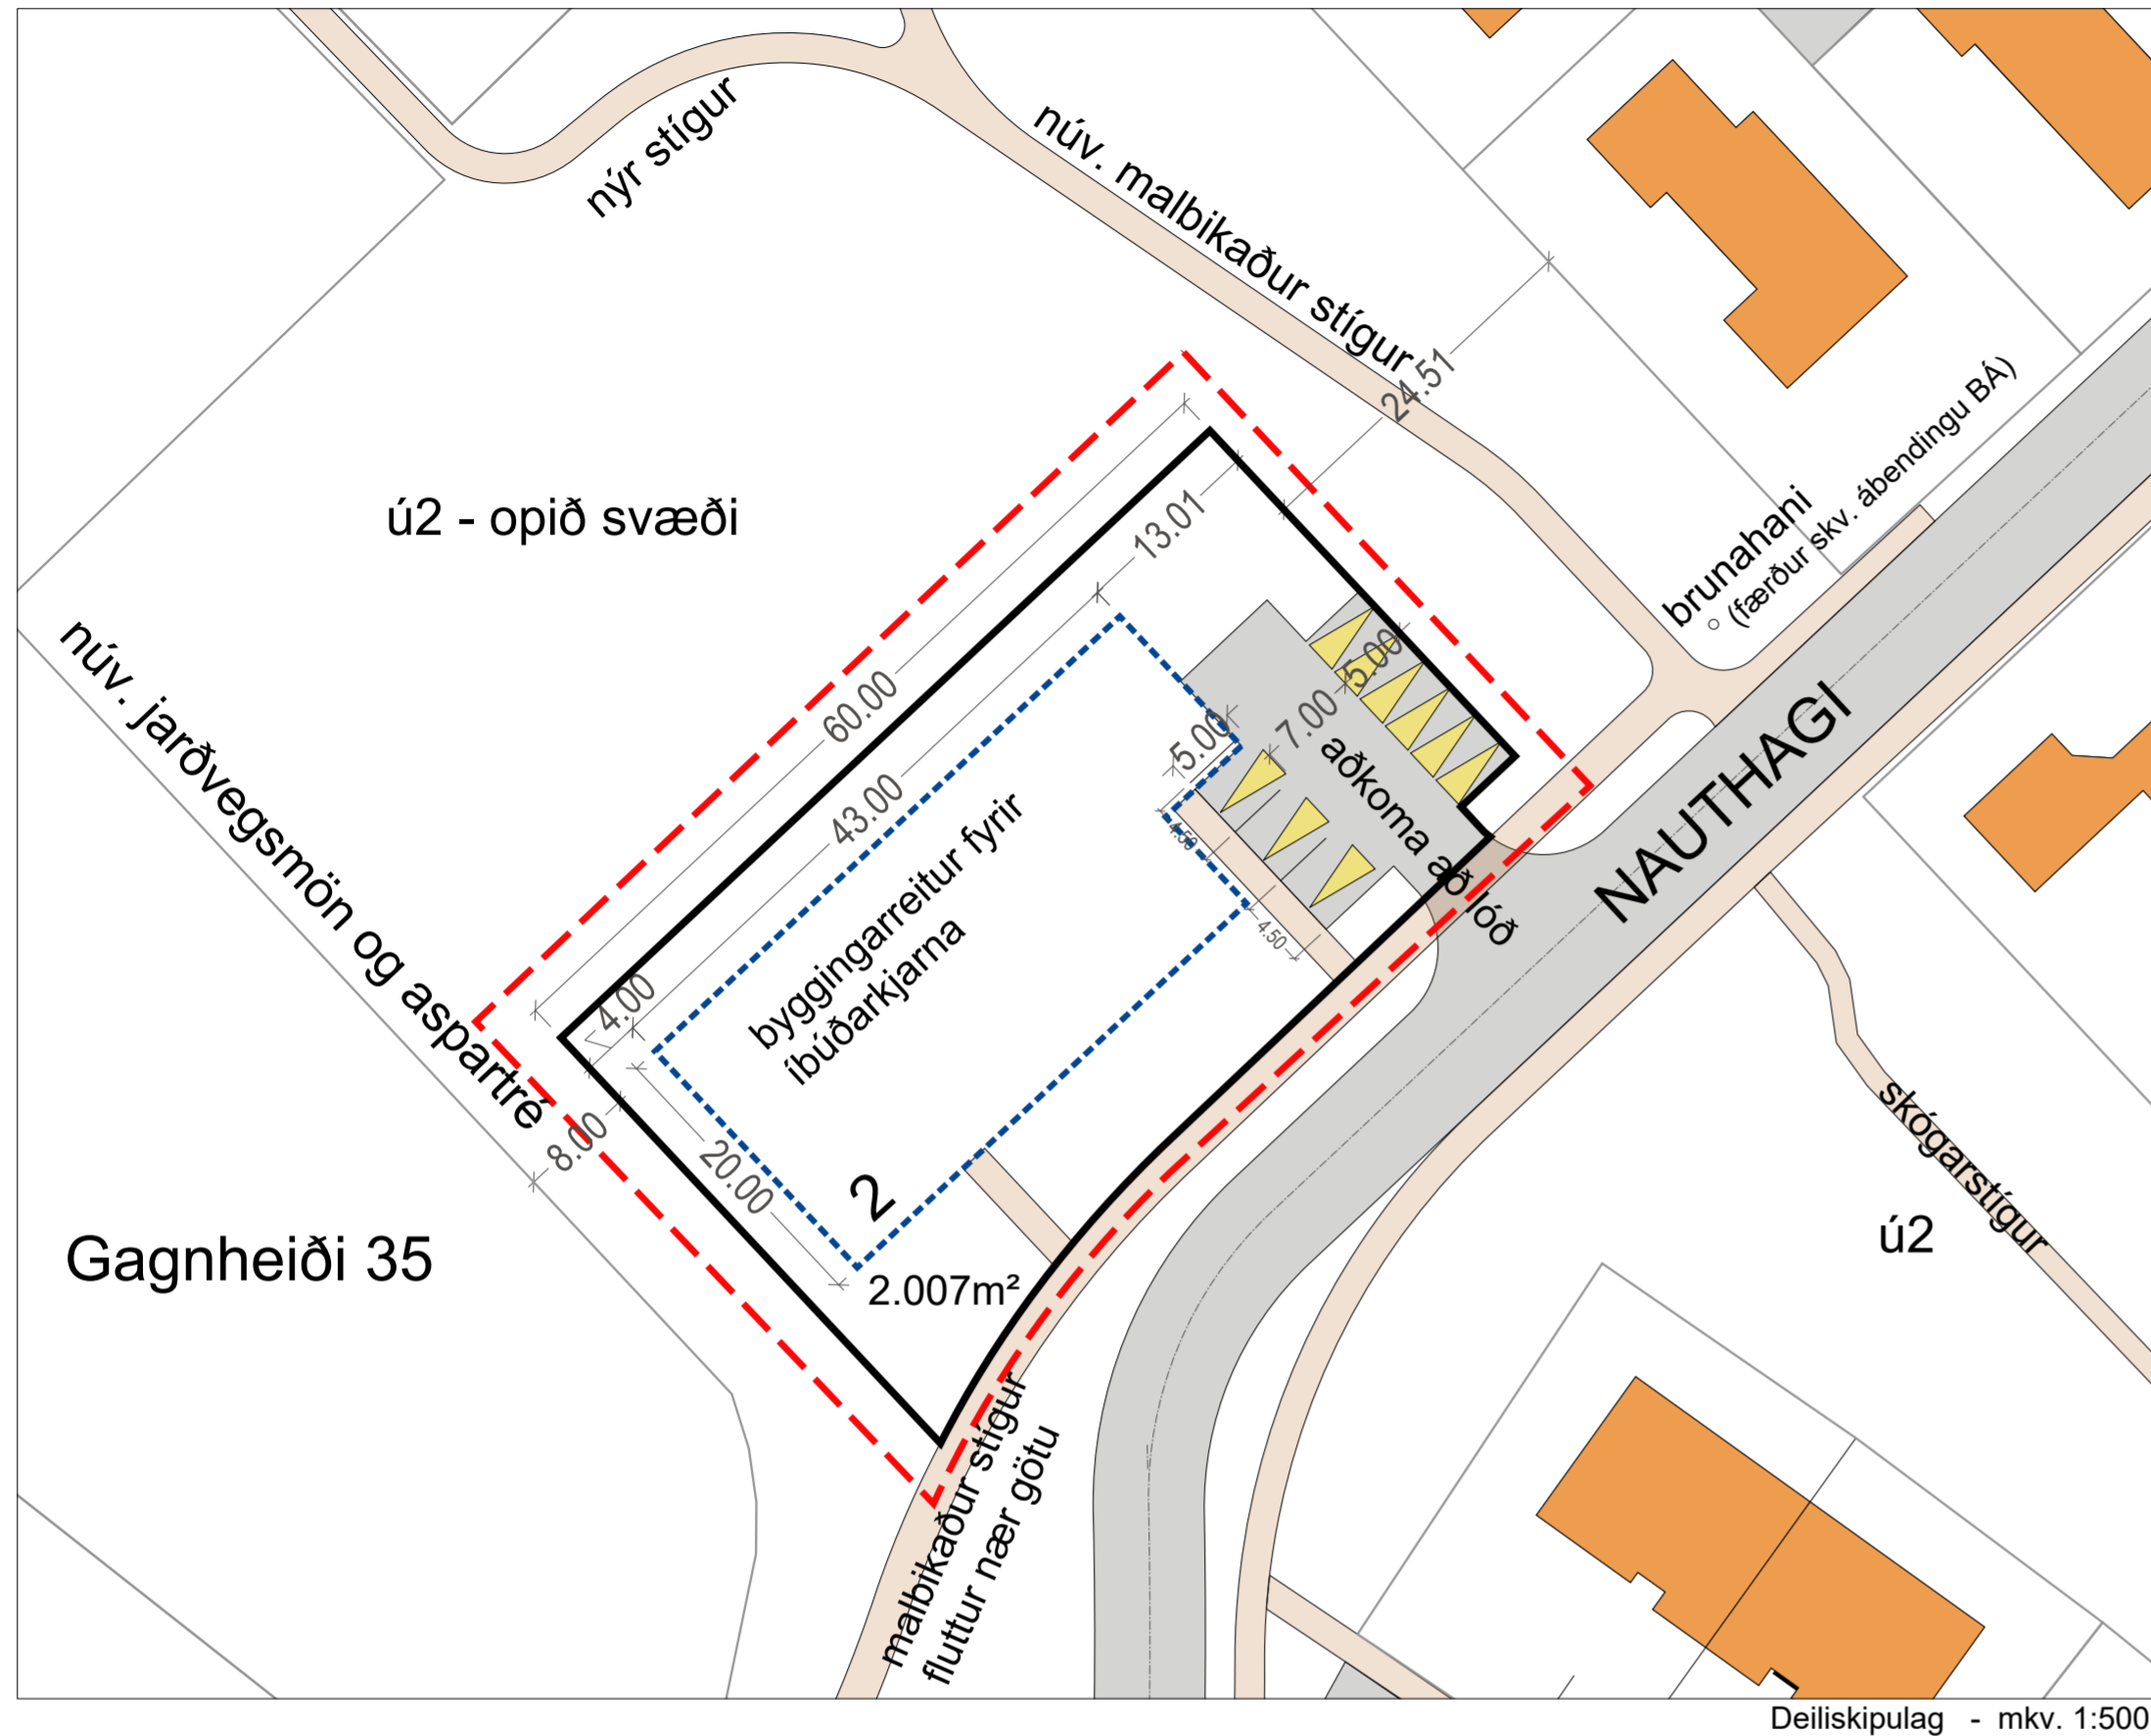 nýr stígur
núv. malbikaður stígur
24.51
brunahani
(færður skv. ábendingu BÁ)
ú2 - opið svæði
13.01
60.00
43.00
5.00
7.00
5.00
aðkoma að lóð
NAUTHAGI
4.50
4.50
byggingarreitur fyrir
íbúðarkjarna
núv. jarðvegsmön og aspartré
4.00
8.00
20.00
2
2.007m²
Gagnheiði 35
skógarstígur
ú2
malbikaður stígur
fluttur nær götu
Deiliskipulag - mkv. 1:500